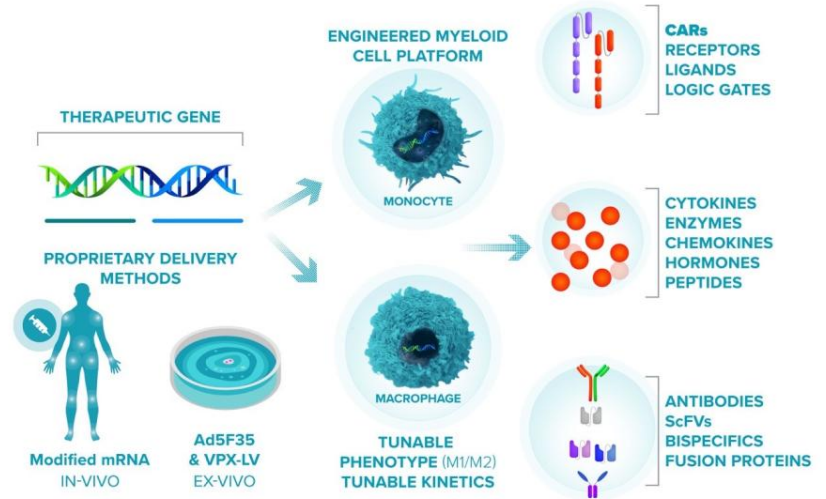 THERAPEUTIC GENE
PROPRIETARY DELIVERY
METHODS
Modified mRNA
IN-VIVO
Ad5F35
& VPX-LV
EX-VIVO
ENGINEERED MYELOID
CELL PLATFORM
MONOCYTE
MACROPHAGE
TUNABLE
PHENOTYPE (M1/M2)
TUNABLE KINETICS
CARs
RECEPTORS
LIGANDS
LOGIC GATES
CYTOKINES
ENZYMES
CHEMOKINES
HORMONES
PEPTIDES
ANTIBODIES
ScFVs
BISPECIFICS
FUSION PROTEINS